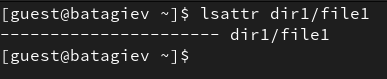 [guest@batagiev ~]$ lsattr dir1/file1
---------------------- dir1/file1
[guest@batagiev ~]$